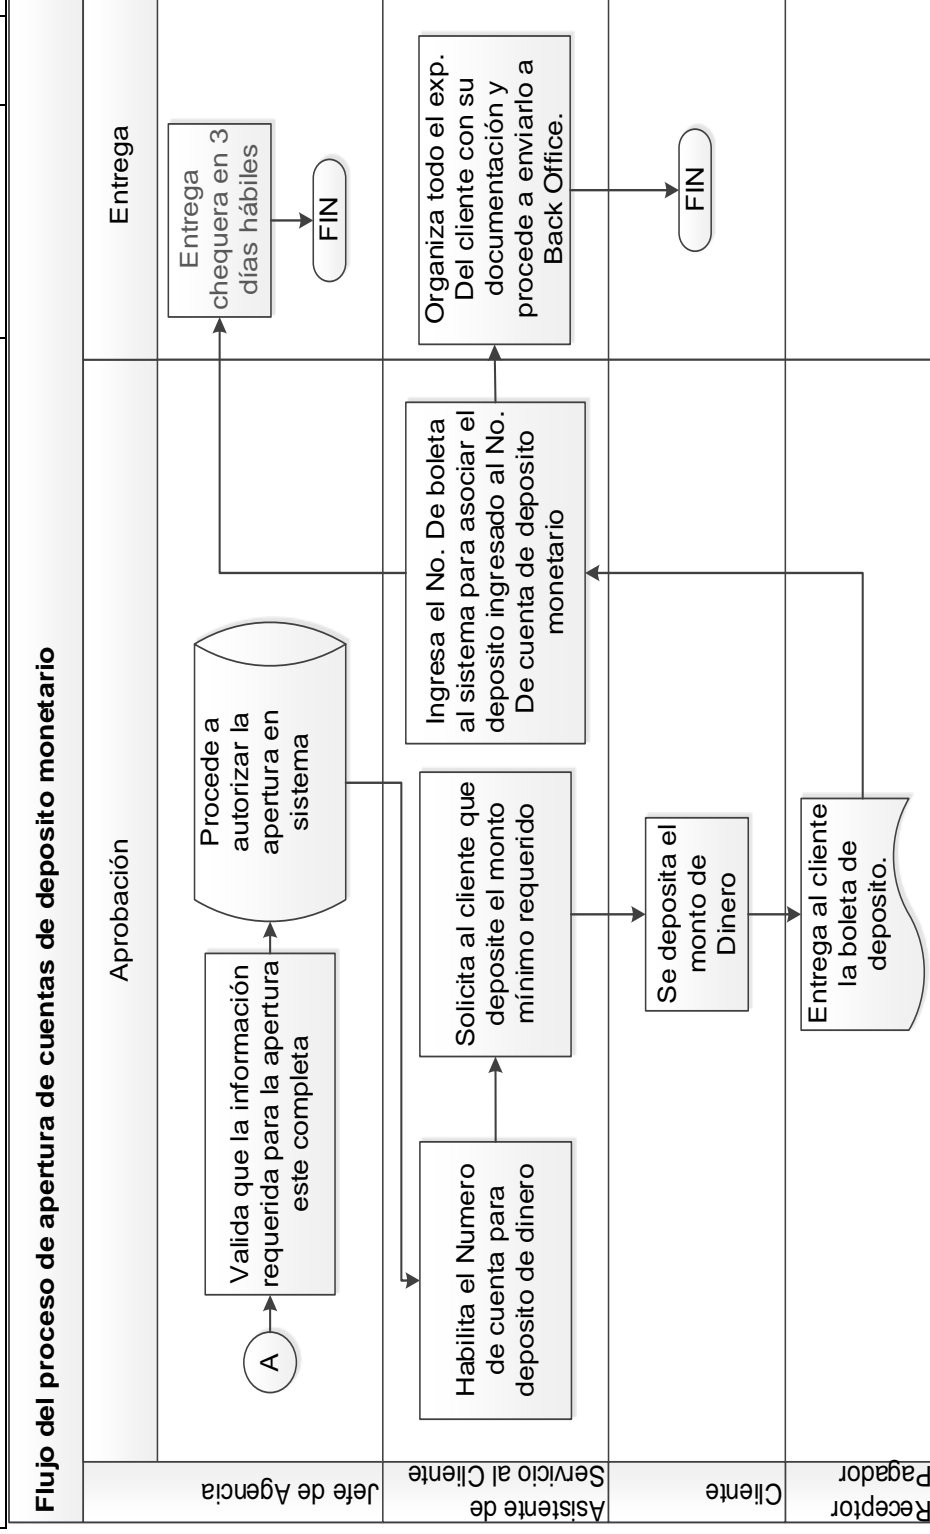 Flujo del proceso de apertura de cuentas de deposito monetario
Aprobación
Entrega
Jefe de Agencia
A
Valida que la información
requerida para la apertura
este completa
Procede a
autorizar la
apertura en
sistema
Entrega
chequera en 3
días hábiles
FIN
Asistente de
Servicio al Cliente
Habilita el Numero
de cuenta para
deposito de dinero
Solicita al cliente que
deposite el monto
mínimo requerido
Ingresa el No. De boleta
al sistema para asociar el
deposito ingresado al No.
De cuenta de deposito
monetario
Organiza todo el exp.
Del cliente con su
documentación y
procede a enviarlo a
Back Office.
Cliente
Se deposita el
monto de
Dinero
FIN
Receptor
Pagador
Entrega al cliente
la boleta de
deposito.